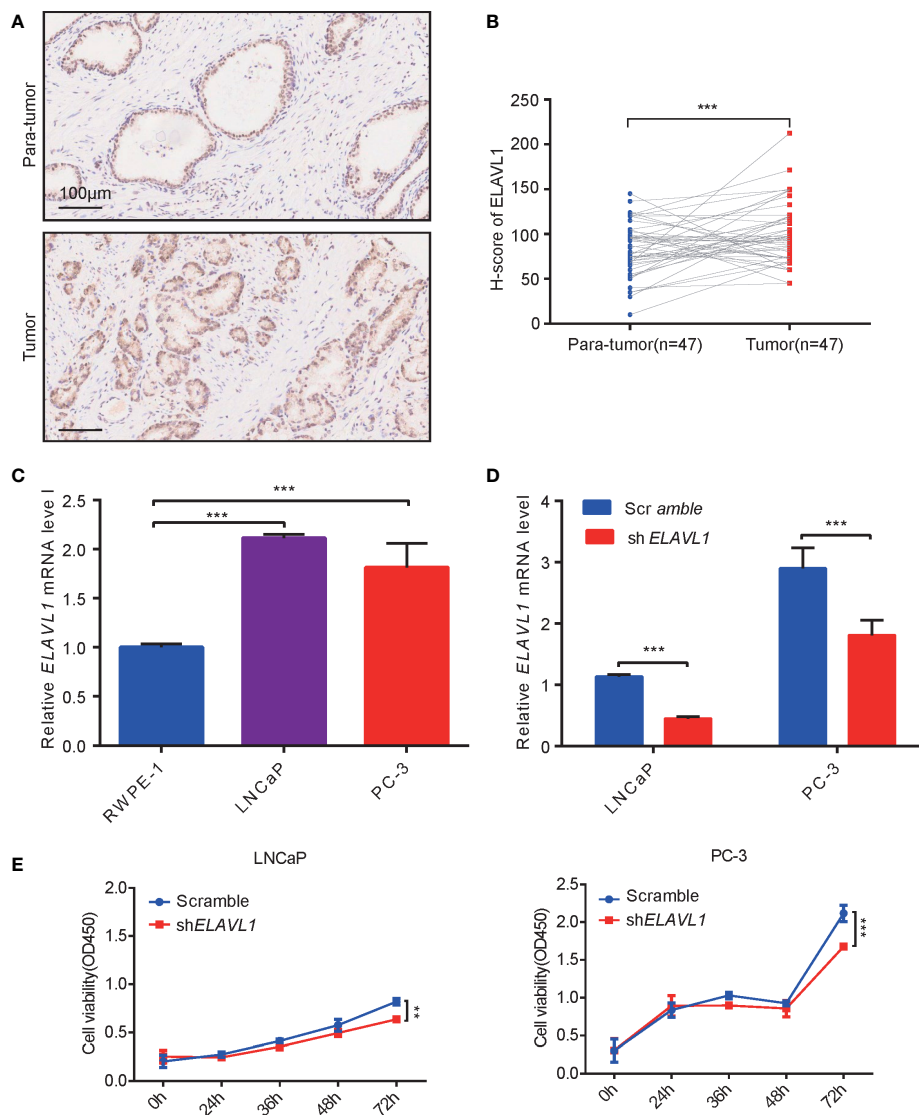 A
Para-tumor
100μm
Tumor
B
***
H-score of ELAVL1
250
200
150
100
50
0
Para-tumor(n=47)
Tumor(n=47)
C
Relative ELAVL1 mRNA level l
2.5
2.0
1.5
1.0
0.5
0.0
***
***
RWPE-1
LNCaP
PC-3
D
Relative ELAVL1 mRNA level
4
3
2
1
0
Scr amble
sh ELAVL1
***
***
LNCaP
PC-3
E
LNCaP
Cell viability(OD450)
2.0
1.5
1.0
0.5
0.0
Scramble
shELAVL1
**
0h
24h
36h
48h
72h
PC-3
Cell viability(OD450)
2.5
2.0
1.5
1.0
0.5
0.0
Scramble
shELAVL1
***
0h
24h
36h
48h
72h